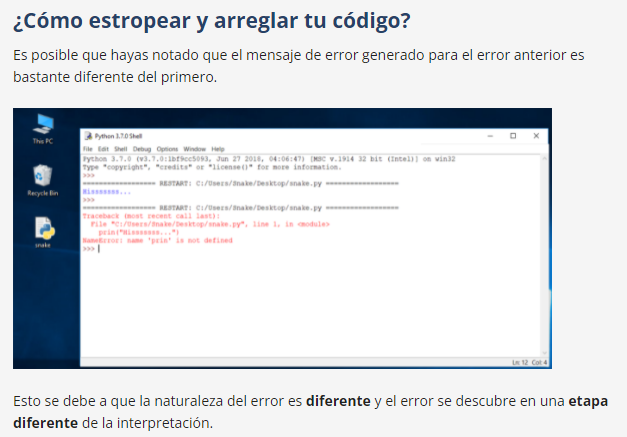 ¿Cómo estropear y arreglar tu código?
Es posible que hayas notado que el mensaje de error generado para el error anterior es
bastante diferente del primero.
This PC
Recycle Bin
snake
Python 3.7.0 Shell
File Edit Shell Debug Options Window Help
Python 3.7.0 (v3.7.0:1bf9cc5093, Jun 27 2018, 04:06:47) [MSC v.1914 32 bit (Intel)] on win32
Type "copyright", "credits" or "license()" for more information.
>>>
================== RESTART: C:/Users/Snake/Desktop/snake.py ==================
Hisssssss...
>>>
================== RESTART: C:/Users/Snake/Desktop/snake.py ==================
Traceback (most recent call last):
File "C:/Users/Snake/Desktop/snake.py", line 1, in <module>
prin("Hisssssss...")
NameError: name 'prin' is not defined
>>>
Ln: 12 Col: 4
Esto se debe a que la naturaleza del error es diferente y el error se descubre en una etapa
diferente de la interpretación.